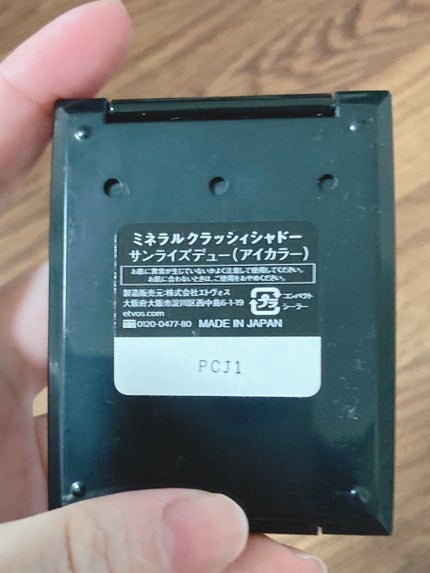 ミネラルクラッシィシャドー
サンライズデュー(アイカラー)
お肌に異常が生じていないかよく注意して使用してください。
お肌に合わないときは、ご使用をおやめください。
製造販売元:株式会社エトヴォス
大阪府大阪市淀川区西中島6-1-19
etvos.com
0120-0477-80 MADE IN JAPAN
プラ
コンパクト
シーラー
PCJ1